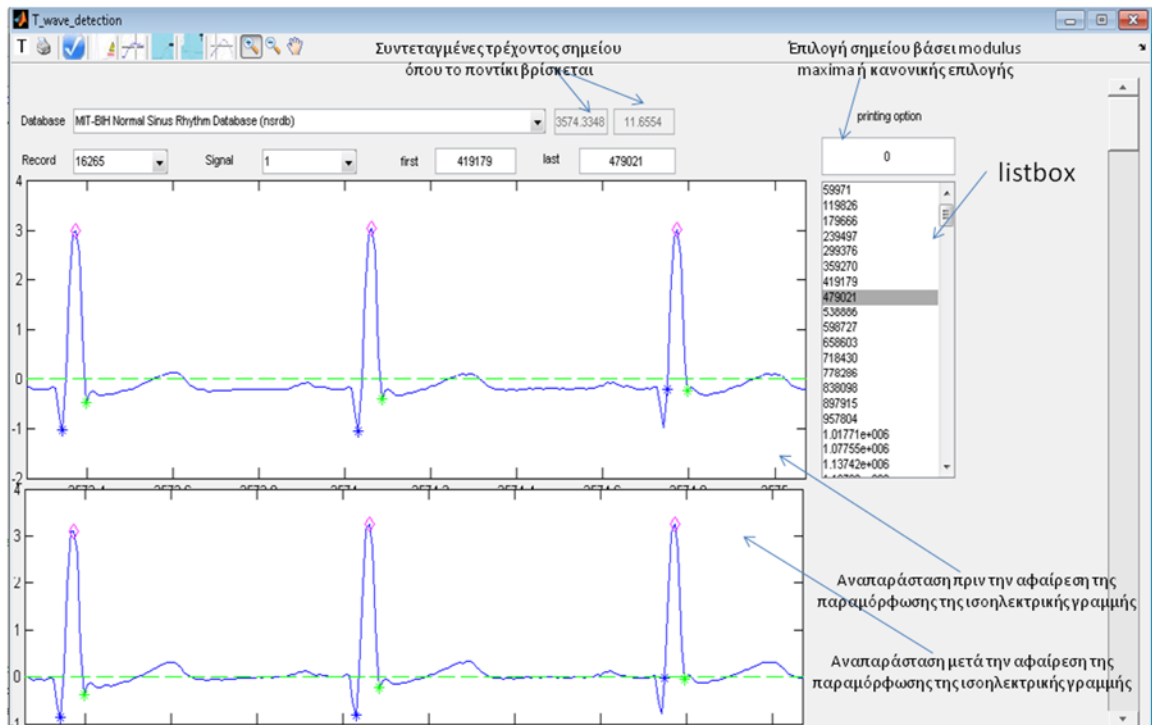 T_wave_detection
T
Συντεταγμένες τρέχοντος σημείου
όπου το ποντίκι βρίσκεται
Έπιλογή σημείου βάσει modulus
maxima ή κανονικής επιλογής
Database
MIT-BIH Normal Sinus Rhythm Database (nsrdb)
3574.3348
11.6554
printing option
Record
16265
Signal
1
first
419179
last
479021
0
listbox
59971
119826
179666
239497
299376
359270
419179
479021
538886
598727
658603
718430
778286
838098
897915
957804
1.01771e+006
1.07755e+006
1.13742e+006
4
3
2
1
0
-1
-2
4
3
2
1
0
-1
Αναπαράσταση πριν την αφαίρεση της
παραμόρφωσης της ισοηλεκτρικής γραμμής
Αναπαράσταση μετά την αφαίρεση της
παραμόρφωσης της ισοηλεκτρικής γραμμής